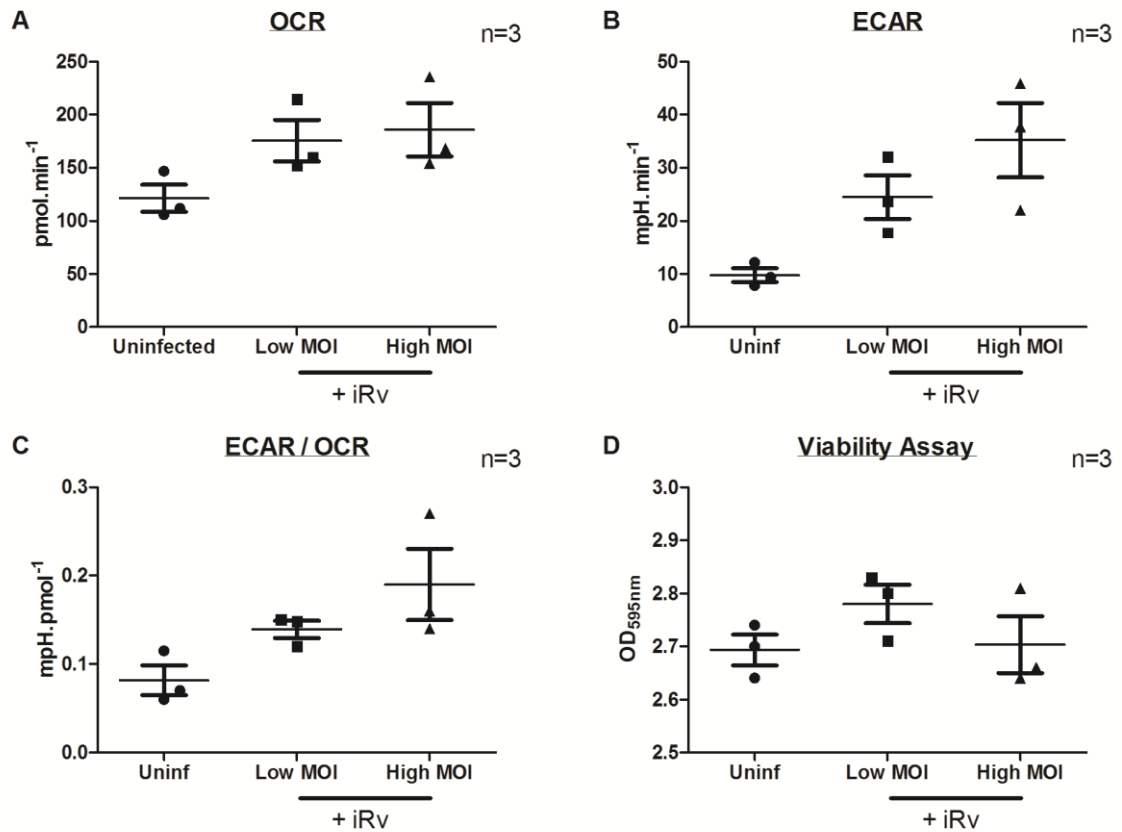 A
OCR
n=3
pmol.min⁻¹
250
200
150
100
50
0
Uninfected
Low MOI
High MOI
+ iRv
B
ECAR
n=3
mpH.min⁻¹
50
40
30
20
10
0
Uninf
Low MOI
High MOI
+ iRv
C
ECAR / OCR
n=3
mpH.pmol⁻¹
0.3
0.2
0.1
0.0
Uninf
Low MOI
High MOI
+ iRv
D
Viability Assay
n=3
OD₅₉₅ₙₘ
3.0
2.9
2.8
2.7
2.6
2.5
Uninf
Low MOI
High MOI
+ iRv